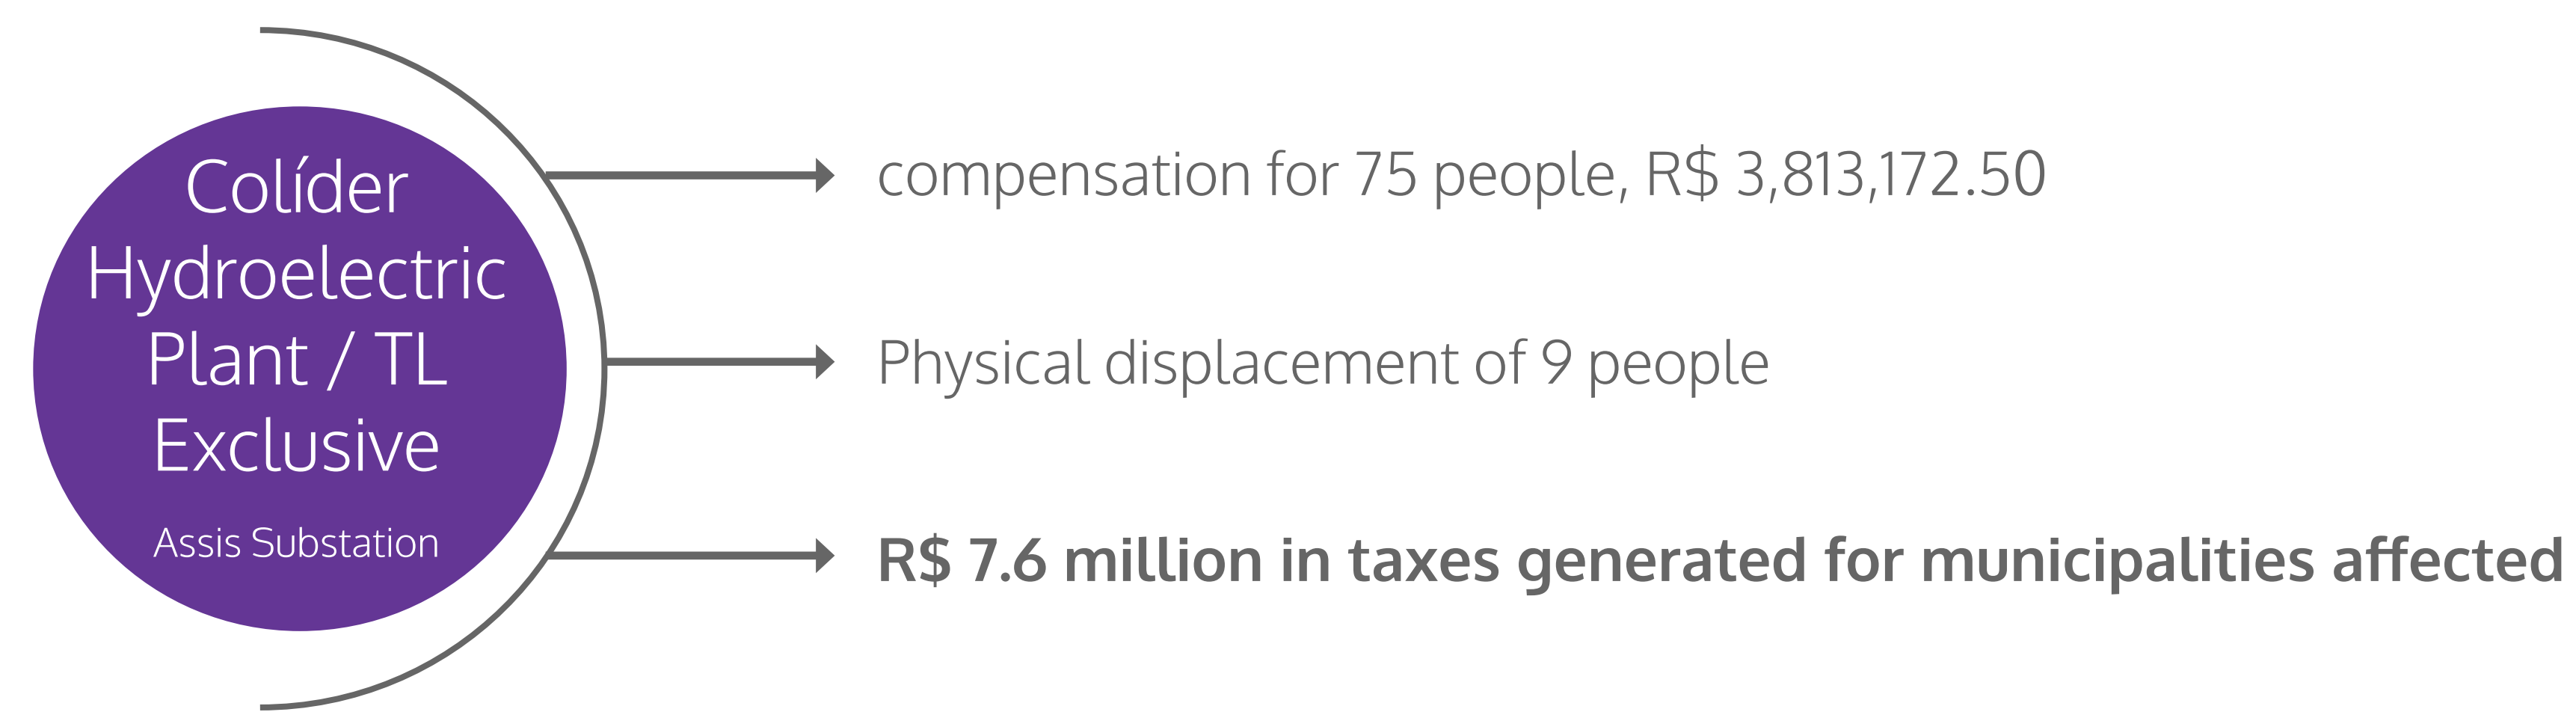 Colíder
Hydroelectric
Plant / TL
Exclusive
Assis Substation
compensation for 75 people, R$ 3,813,172.50
Physical displacement of 9 people
R$ 7.6 million in taxes generated for municipalities affected